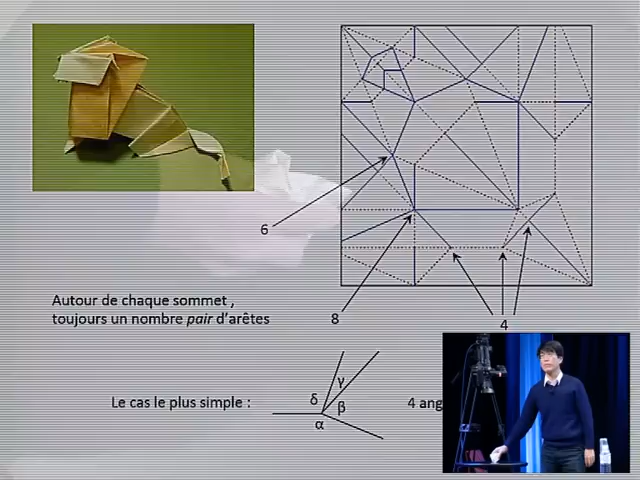 6
Autour de chaque sommet ,
toujours un nombre pair d'arêtes
8
4
Le cas le plus simple :
δ
γ
β
α
4 ang